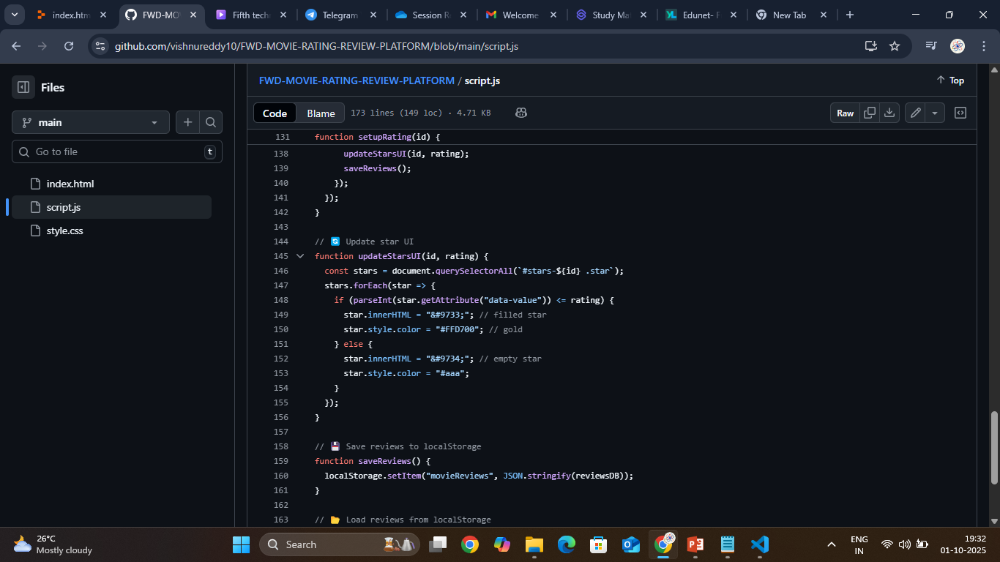 index.htm
FWD-MO
Fifth tech
Telegram
Session R
Welcome
Study Ma
Edunet- F
New Tab
github.com/vishnureddy10/FWD-MOVIE-RATING-REVIEW-PLATFORM/blob/main/script.js
Files
main
Go to file
t
index.html
script.js
style.css
FWD-MOVIE-RATING-REVIEW-PLATFORM / script.js
Top
Code
Blame
173 lines (149 loc) · 4.71 KB
Raw
131 function setupRating(id) {
138 updateStarsUI(id, rating);
139 saveReviews();
140 });
141 });
142 }
143
144 // 🔄 Update star UI
145 function updateStarsUI(id, rating) {
146 const stars = document.querySelectorAll(`#stars-${id} .star`);
147 stars.forEach(star => {
148 if (parseInt(star.getAttribute("data-value")) <= rating) {
149 star.innerHTML = "&#9733;"; // filled star
150 star.style.color = "#FFD700"; // gold
151 } else {
152 star.innerHTML = "&#9734;"; // empty star
153 star.style.color = "#aaa";
154 }
155 });
156 }
157
158 // 💾 Save reviews to localStorage
159 function saveReviews() {
160 localStorage.setItem("movieReviews", JSON.stringify(reviewsDB));
161 }
162
163 // 📂 Load reviews from localStorage
26°C
Mostly cloudy
Search
ENG
IN
19:32
01-10-2025